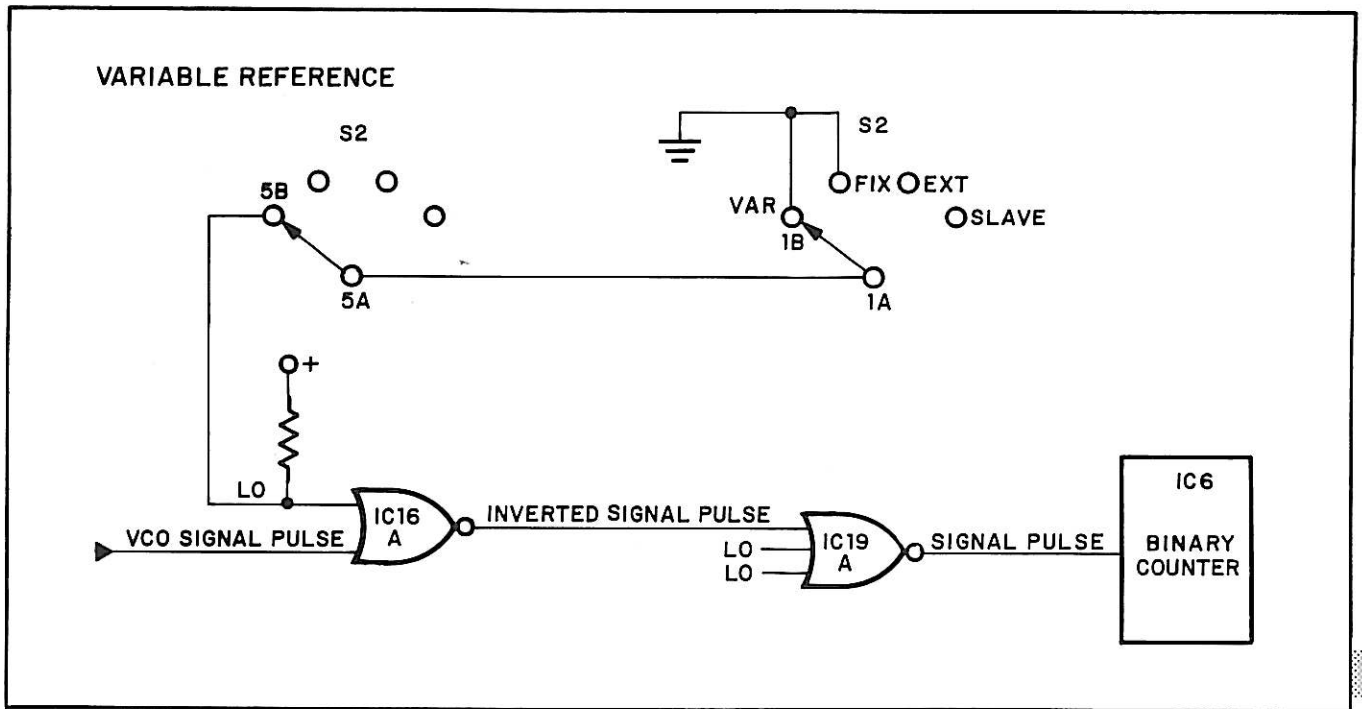 VARIABLE REFERENCE
S2
S2
5B
FIX
EXT
VAR
SLAVE
1B
5A
1A
+
LO
IC16
A
VCO SIGNAL PULSE
INVERTED SIGNAL PULSE
LO
LO
IC19
A
SIGNAL PULSE
IC6
BINARY
COUNTER